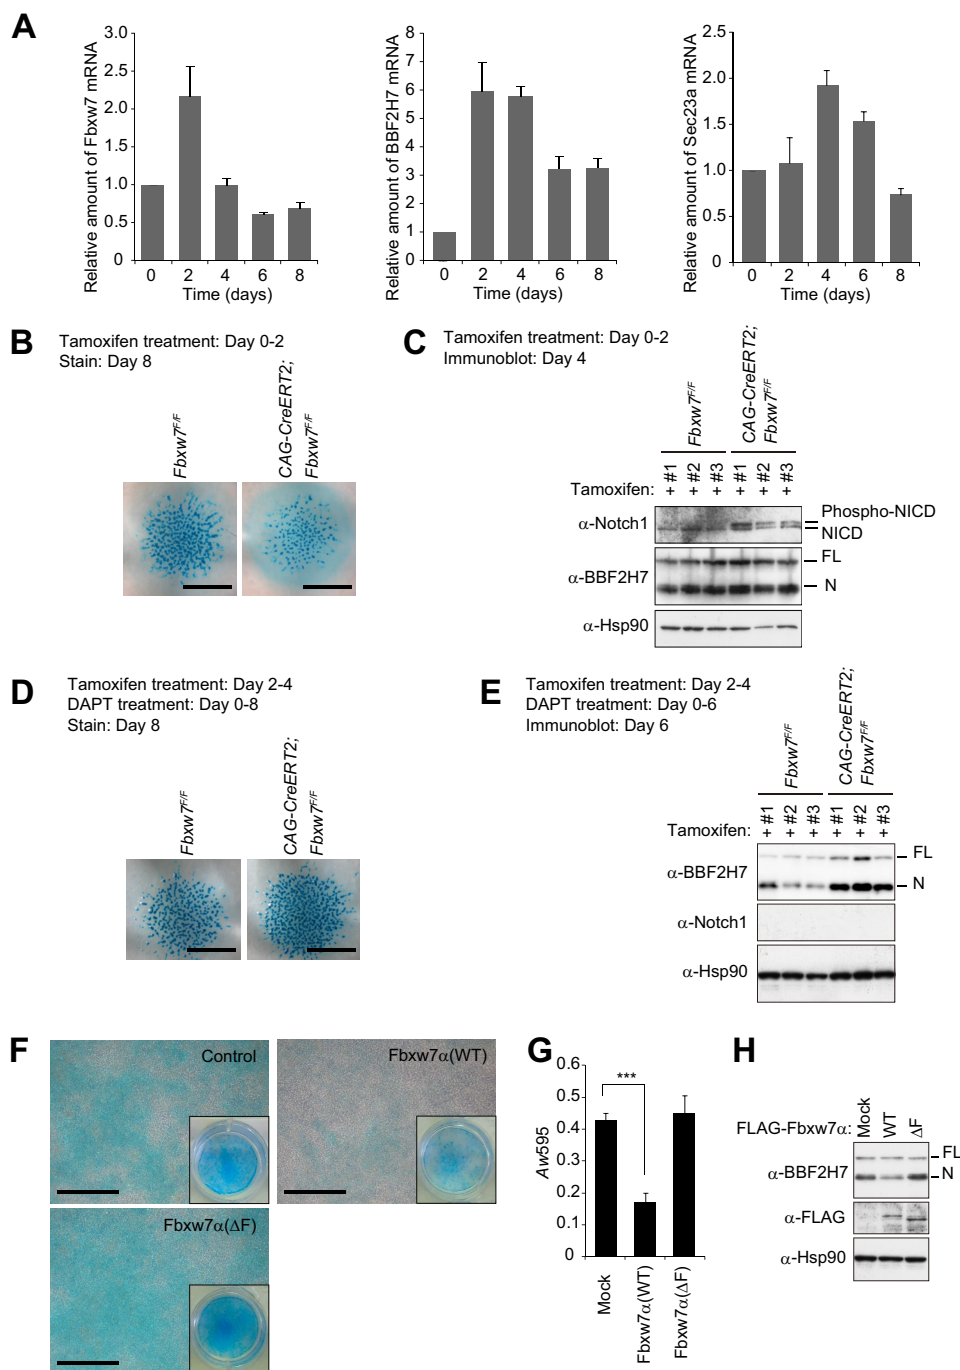 A
Relative amount of Fbxw7 mRNA
3.0
2.5
2.0
1.5
1.0
0.5
0
0 2 4 6 8
Time (days)
Relative amount of BBF2H7 mRNA
8
7
6
5
4
3
2
1
0
0 2 4 6 8
Time (days)
Relative amount of Sec23a mRNA
2.5
2.0
1.5
1.0
0.5
0
0 2 4 6 8
Time (days)
B
Tamoxifen treatment: Day 0-2
Stain: Day 8
Fbxw7F/F
CAG-CreERT2;
Fbxw7F/F
C
Tamoxifen treatment: Day 0-2
Immunoblot: Day 4
Fbxw7F/F
CAG-CreERT2;
Fbxw7F/F
#1 #2 #3 #1 #2 #3
Tamoxifen: + + + + + +
α-Notch1
Phospho-NICD
NICD
α-BBF2H7
FL
N
α-Hsp90
D
Tamoxifen treatment: Day 2-4
DAPT treatment: Day 0-8
Stain: Day 8
Fbxw7F/F
CAG-CreERT2;
Fbxw7F/F
E
Tamoxifen treatment: Day 2-4
DAPT treatment: Day 0-6
Immunoblot: Day 6
Fbxw7F/F
CAG-CreERT2;
Fbxw7F/F
#1 #2 #3 #1 #2 #3
Tamoxifen: + + + + + +
α-BBF2H7
FL
N
α-Notch1
α-Hsp90
F
Control
Fbxw7α(WT)
Fbxw7α(ΔF)
G
Aw595
0.6
0.5
0.4
0.3
0.2
0.1
0
***
Mock
Fbxw7α(WT)
Fbxw7α(ΔF)
H
FLAG-Fbxw7α:
Mock
WT
ΔF
α-BBF2H7
FL
N
α-FLAG
α-Hsp90